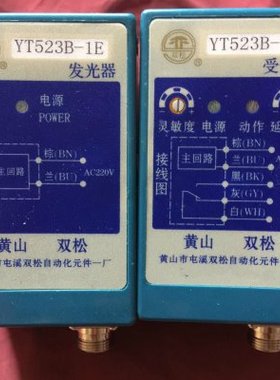 YT523B-1E
发光器
电源
POWER
主回路
棕(BN)
兰(BU)
AC220V
黄山 双松
市屯溪双松自动化元件一厂
YT523B-
受
灵敏度 电源 动作 延
接线图
主回路
棕(BN)
兰(BU)
黑(BK)
灰(GY)
白(WH)
黄山 双松
黄山市屯溪双松自动化元件一